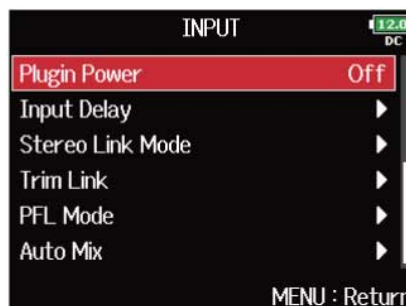 INPUT
12.0
DC
Plugin Power Off
Input Delay
Stereo Link Mode
Trim Link
PFL Mode
Auto Mix
MENU : Return